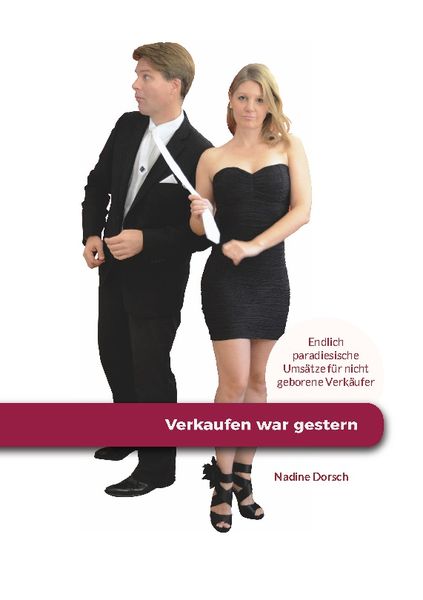 Endlich
paradiesische
Umsätze für nicht
geborene Verkäufer
Verkaufen war gestern
Nadine Dorsch